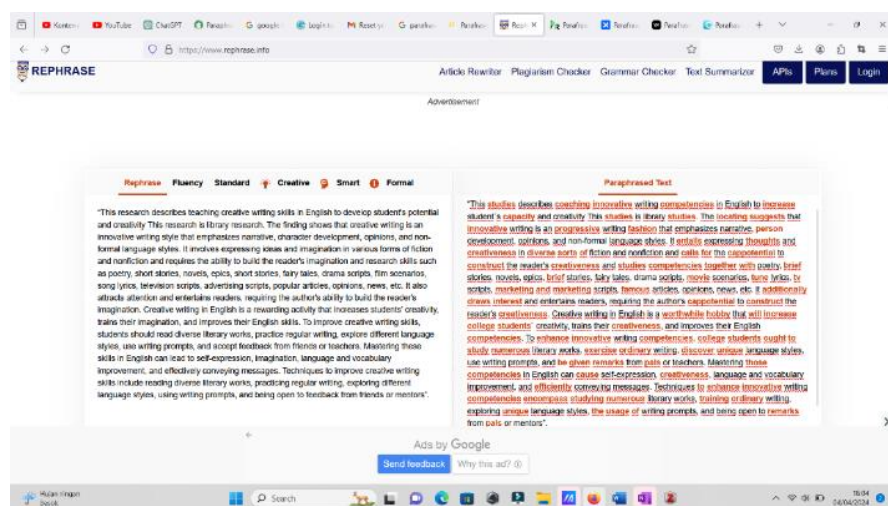 YouTube
ChatGPT
https://www.rephrase.info
REPHRASE
Article Rewriter Plagiarism Checker Grammar Checker Text Summarizer APIs Plans Login
Advertisement
Rephrase Fluency Standard Creative Smart Formal
"This research describes teaching creative writing skills in English to develop student's potential
and creativity This research is library research. The finding shows that creative writing is an
innovative writing style that emphasizes narrative, character development, opinions, and non-
formal language styles. It involves expressing ideas and imagination in various forms of fiction
and nonfiction and requires the ability to build the reader's imagination and research skills such
as poetry, short stories, novels, epics, short stories, fairy tales, drama scripts, film scenarios,
song lyrics, television scripts, advertising scripts, popular articles, opinions, news, etc. It also
attracts attention and entertains readers, requiring the author's ability to build the reader's
imagination. Creative writing in English is a rewarding activity that increases students' creativity,
trains their imagination, and improves their English skills. To improve creative writing skills,
students should read diverse literary works, practice regular writing, explore different language
styles, use writing prompts, and accept feedback from friends or teachers. Mastering these
skills in English can lead to self-expression, imagination, language and vocabulary
improvement, and effectively conveying messages. Techniques to improve creative writing
skills include reading diverse literary works, practicing regular writing, exploring different
language styles, using writing prompts, and being open to feedback from friends or mentors".
Paraphrased Text
"This studies describes coaching innovative writing competencies in English to increase
student's capacity and creativity This studies is library studies. The locating suggests that
innovative writing is an progressive writing fashion that emphasizes narrative, person
development, opinions, and non-formal language styles. It entails expressing thoughts and
creativeness in diverse sorts of fiction and nonfiction and calls for the cappotential to
construct the reader's creativeness and studies competencies together with poetry, brief
stories, novels, epics, brief stories, fairy tales, drama scripts, movie scenarios, tune lyrics, tv
scripts, marketing and marketing scripts, famous articles, opinions, news, etc. It additionally
draws interest and entertains readers, requiring the author's cappotential to construct the
reader's creativeness. Creative writing in English is a worthwhile hobby that will increase
college students' creativity, trains their creativeness, and improves their English
competencies. To enhance innovative writing competencies, college students ought to
study numerous literary works, exercise ordinary writing, discover unique language styles,
use writing prompts, and be given remarks from pals or teachers. Mastering those
competencies in English can cause self-expression, creativeness, language and vocabulary
improvement, and efficiently conveying messages. Techniques to enhance innovative writing
competencies encompass studying numerous literary works, training ordinary writing,
exploring unique language styles, the usage of writing prompts, and being open to remarks
from pals or mentors".
Ads by Google
Send feedback Why this ad?
Hujan ringan
Search
16.04
04/04/2024